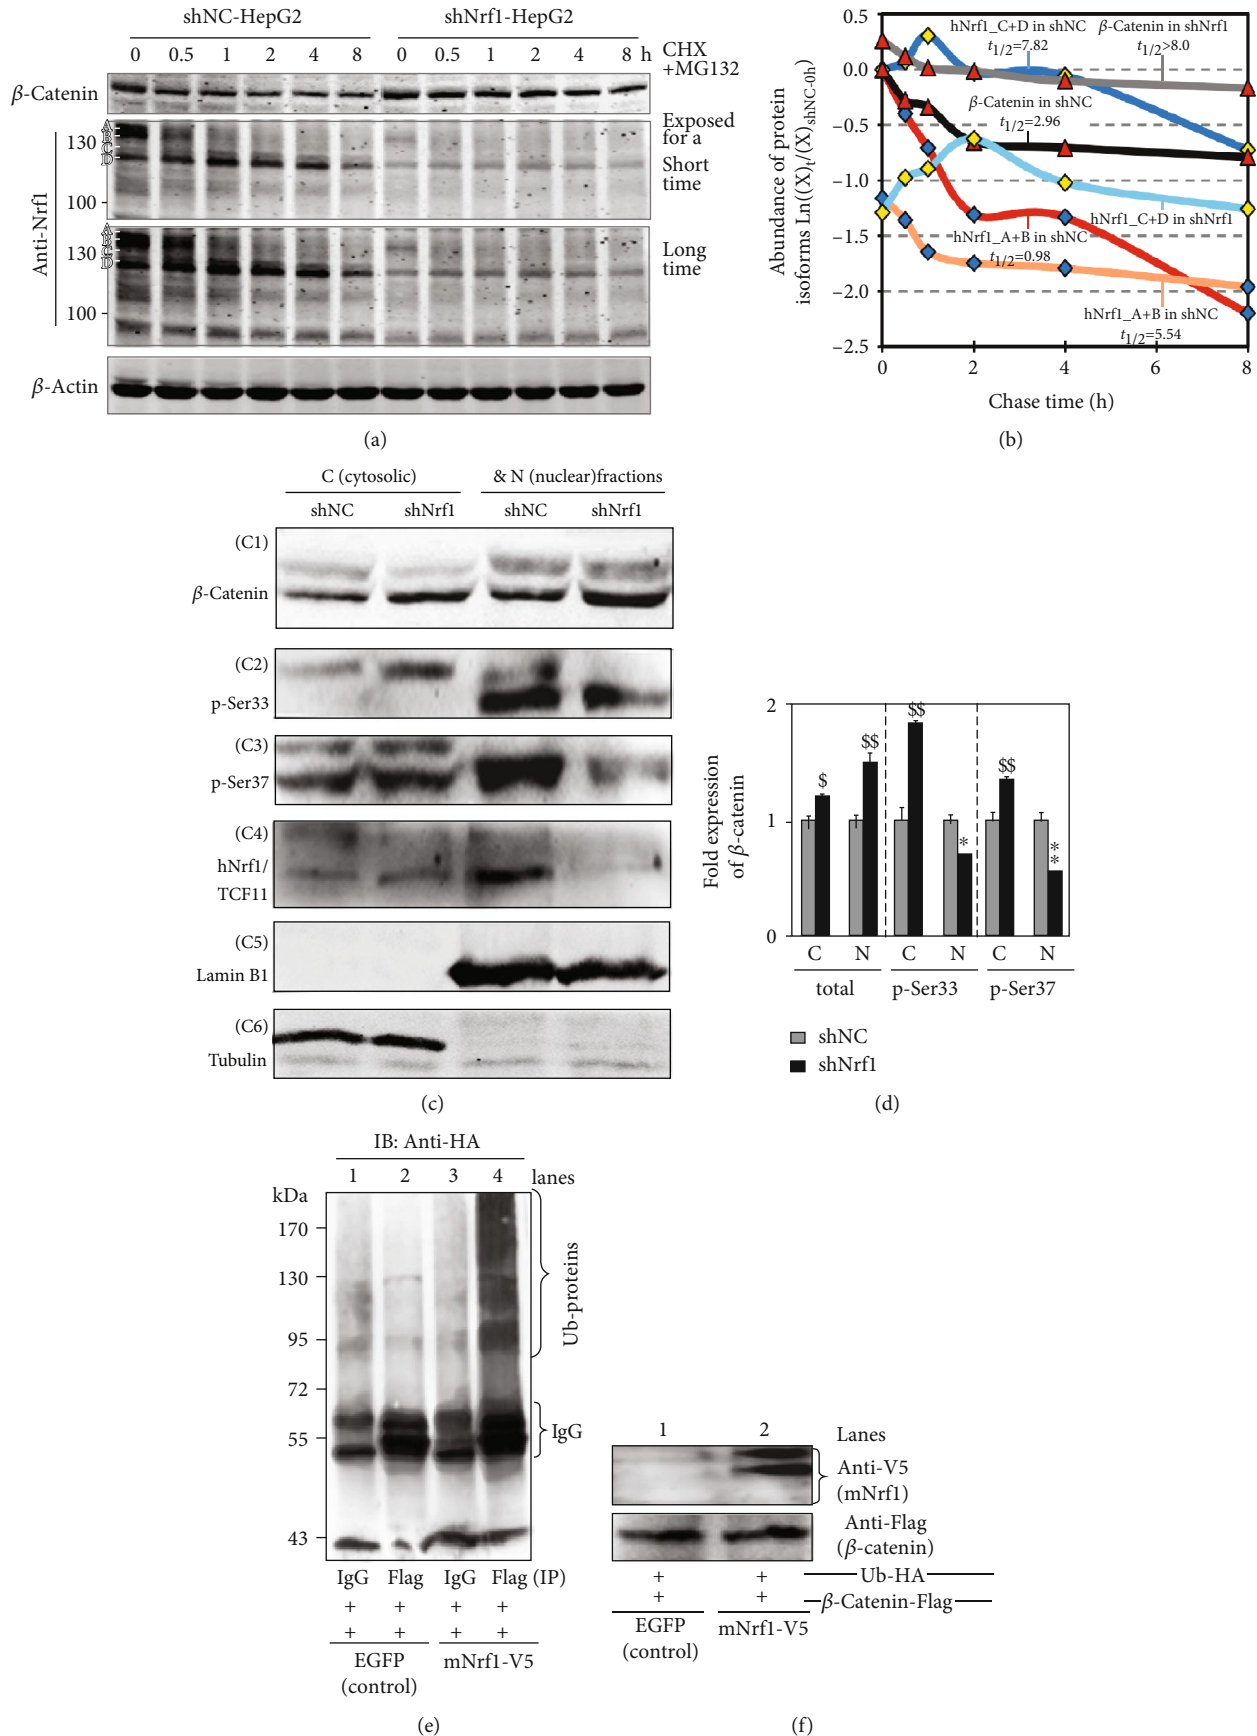 shNC-HepG2 shNrf1-HepG2
0 0.5 1 2 4 8 0 0.5 1 2 4 8 h CHX
+MG132
β-Catenin
Exposed
for a
Short
time
A
B
C
D
130
100
Anti-Nrf1
A
B
C
D
130
100
Long
time
β-Actin
(a)
0.5
0.0
−0.5
−1.0
−1.5
−2.0
−2.5
Abundance of protein
isoforms Ln((X)t/(X)shNC-0h)
hNrf1_C+D in shNC
t1/2=7.82
β-Catenin in shNrf1
t1/2>8.0
β-Catenin in shNC
t1/2=2.96
hNrf1_C+D in shNrf1
hNrf1_A+B in shNC
t1/2=0.98
hNrf1_A+B in shNC
t1/2=5.54
0 2 4 6 8
Chase time (h)
(b)
C (cytosolic) & N (nuclear)fractions
shNC shNrf1 shNC shNrf1
(C1)
β-Catenin
(C2)
p-Ser33
(C3)
p-Ser37
(C4)
hNrf1/
TCF11
(C5)
Lamin B1
(C6)
Tubulin
(c)
Fold expression
of β-catenin
2
1
0
$ $$ $$ * $$ **
C N C N C N
total p-Ser33 p-Ser37
shNC
shNrf1
(d)
IB: Anti-HA
1 2 3 4 lanes
kDa
170
130
95
72
55
43
Ub-proteins
IgG
IgG Flag IgG Flag (IP)
+ + + +
+ + + +
EGFP
(control)
mNrf1-V5
(e)
1 2 Lanes
Anti-V5
(mNrf1)
Anti-Flag
(β-catenin)
+ + Ub-HA
+ + β-Catenin-Flag
EGFP
(control)
mNrf1-V5
(f)